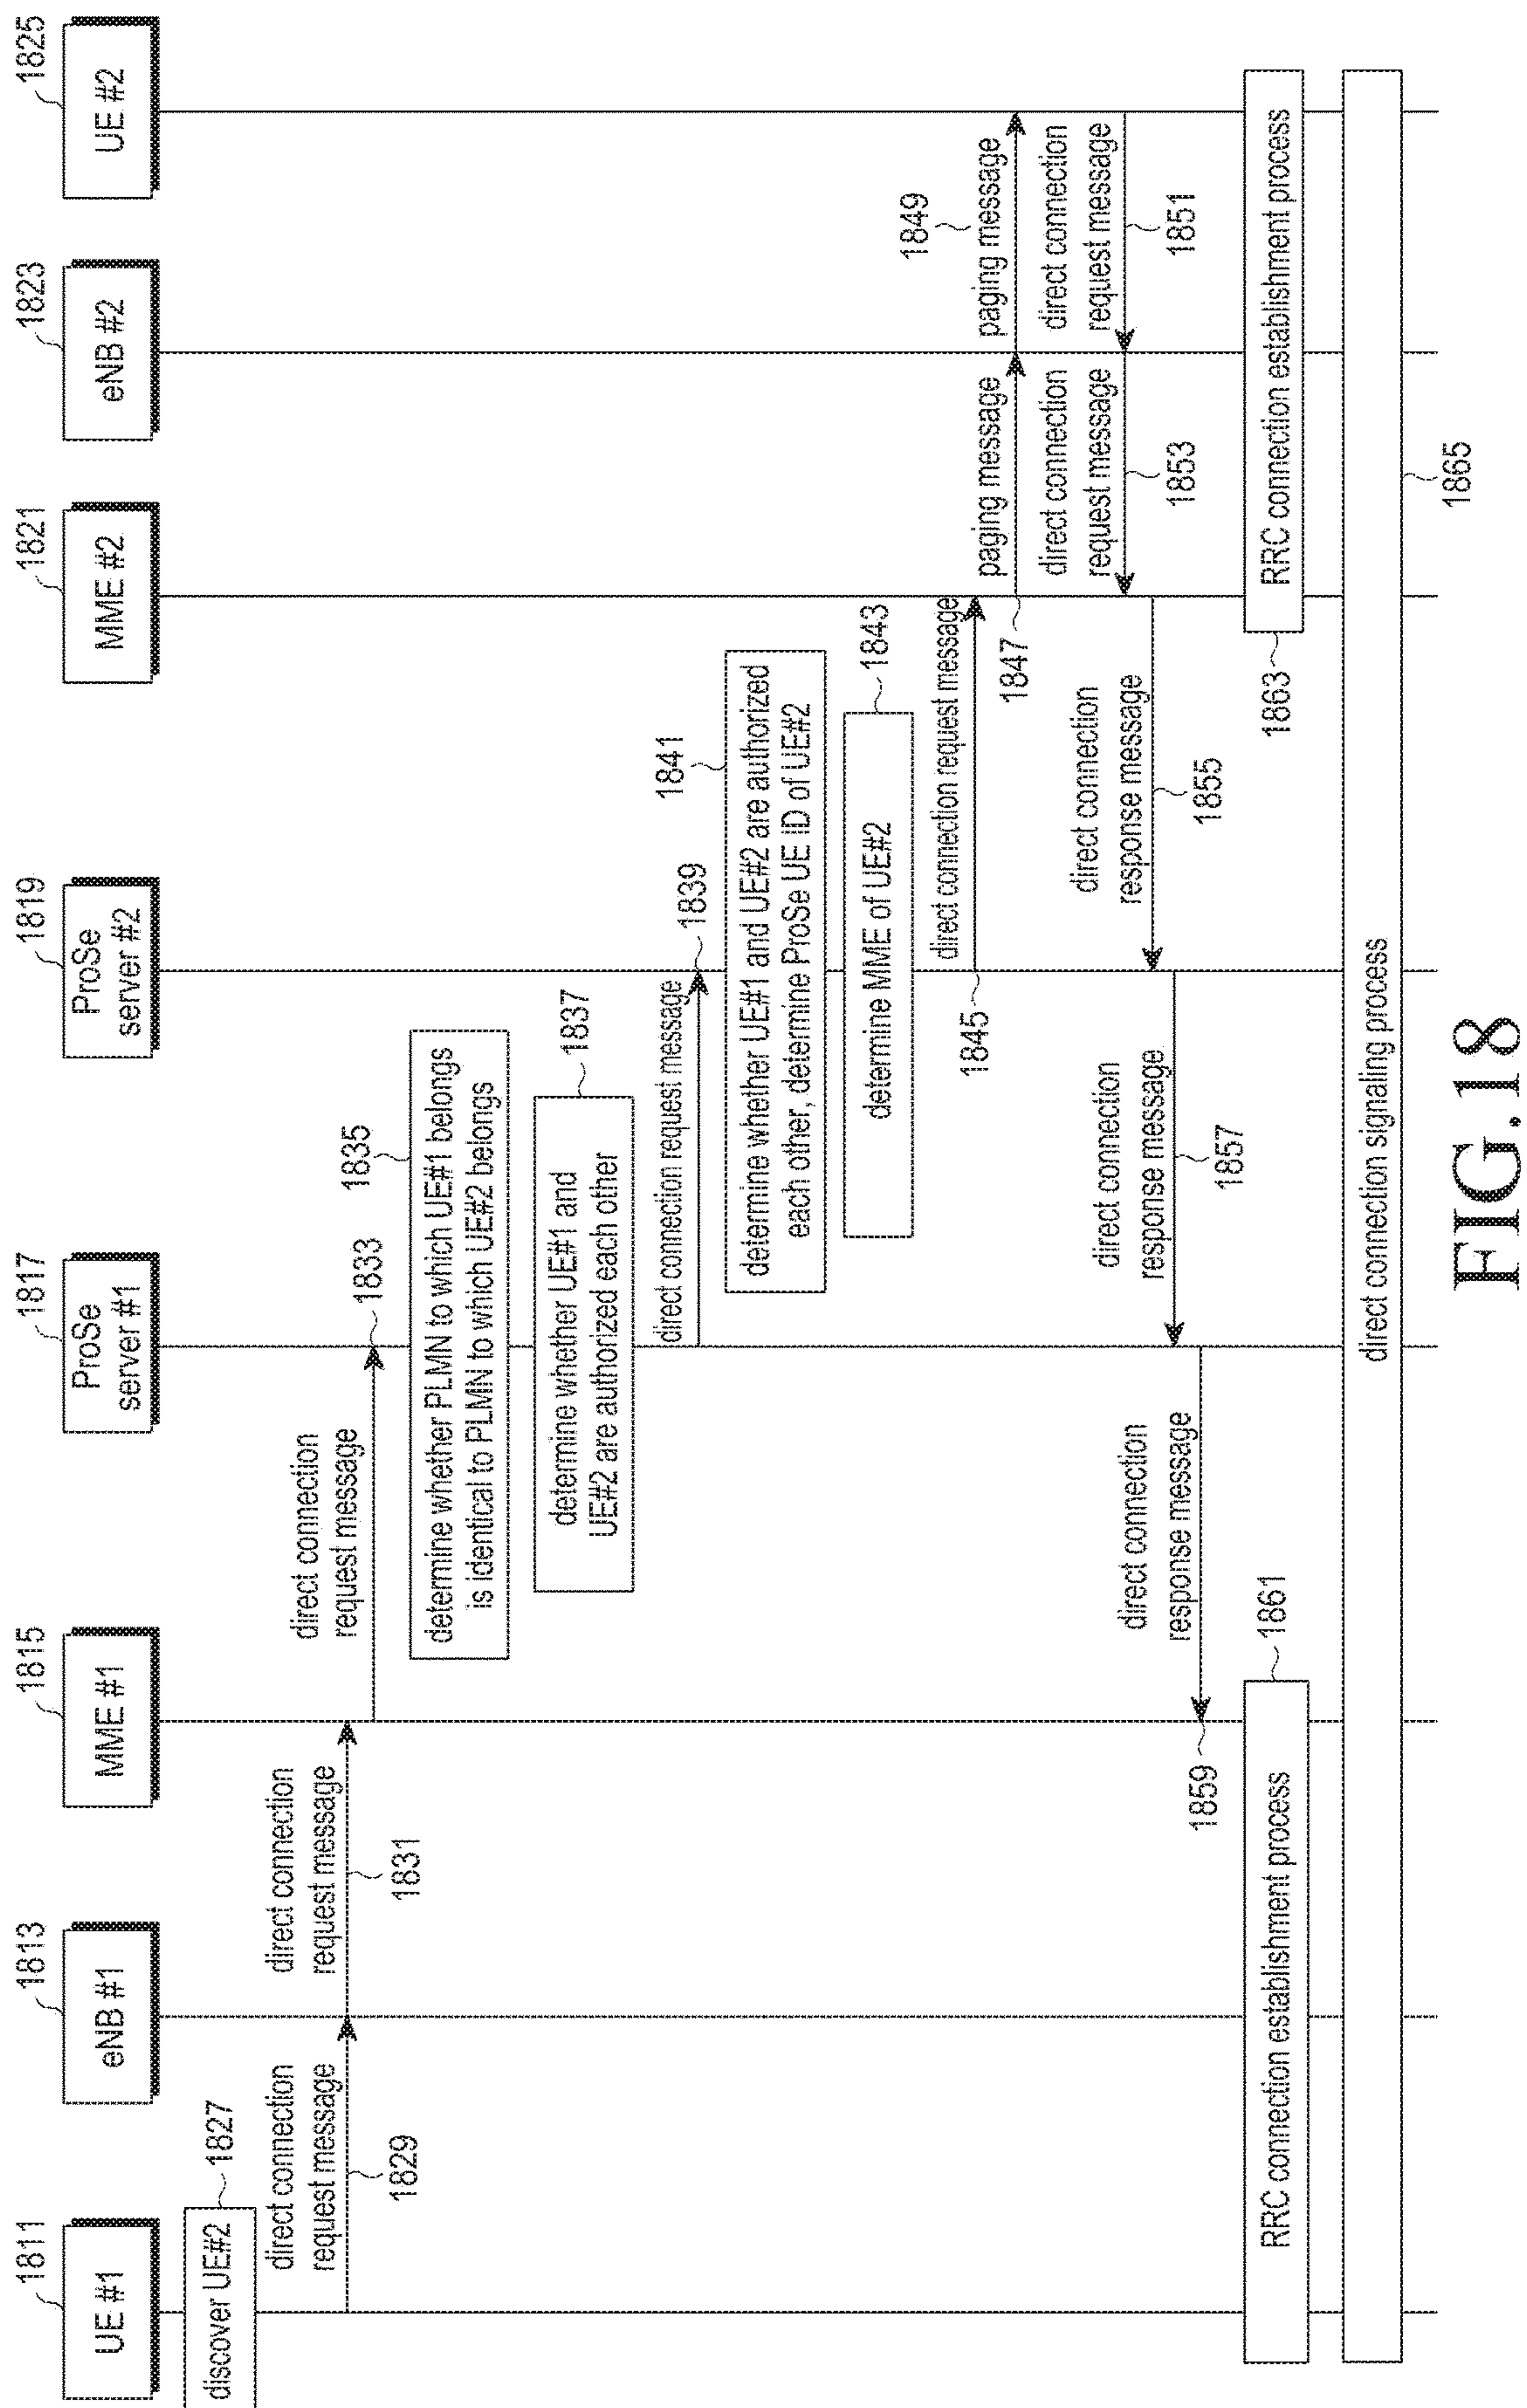 1811
UE #1
1813
eNB #1
1815
MME #1
1817
ProSe
server #1
1819
ProSe
server #2
1821
MME #2
1823
eNB #2
1825
UE #2
discover UE#2
1827
direct connection
request message
1829
direct connection
request message
1831
direct connection
request message
1833
determine whether PLMN to which UE#1 belongs
is identical to PLMN to which UE#2 belongs
1835
determine whether UE#1 and
UE#2 are authorized each other
1837
direct connection request message
1839
determine whether UE#1 and UE#2 are authorized
each other, determine ProSe UE ID of UE#2
1841
determine MME of UE#2
1843
direct connection request message
1845
paging message
1847
paging message
1849
direct connection
request message
1851
direct connection
request message
1853
direct connection
response message
1855
direct connection
response message
1857
direct connection
response message
1859
RRC connection establishment process
1861
RRC connection establishment process
1863
direct connection signaling process
1865
FIG.18